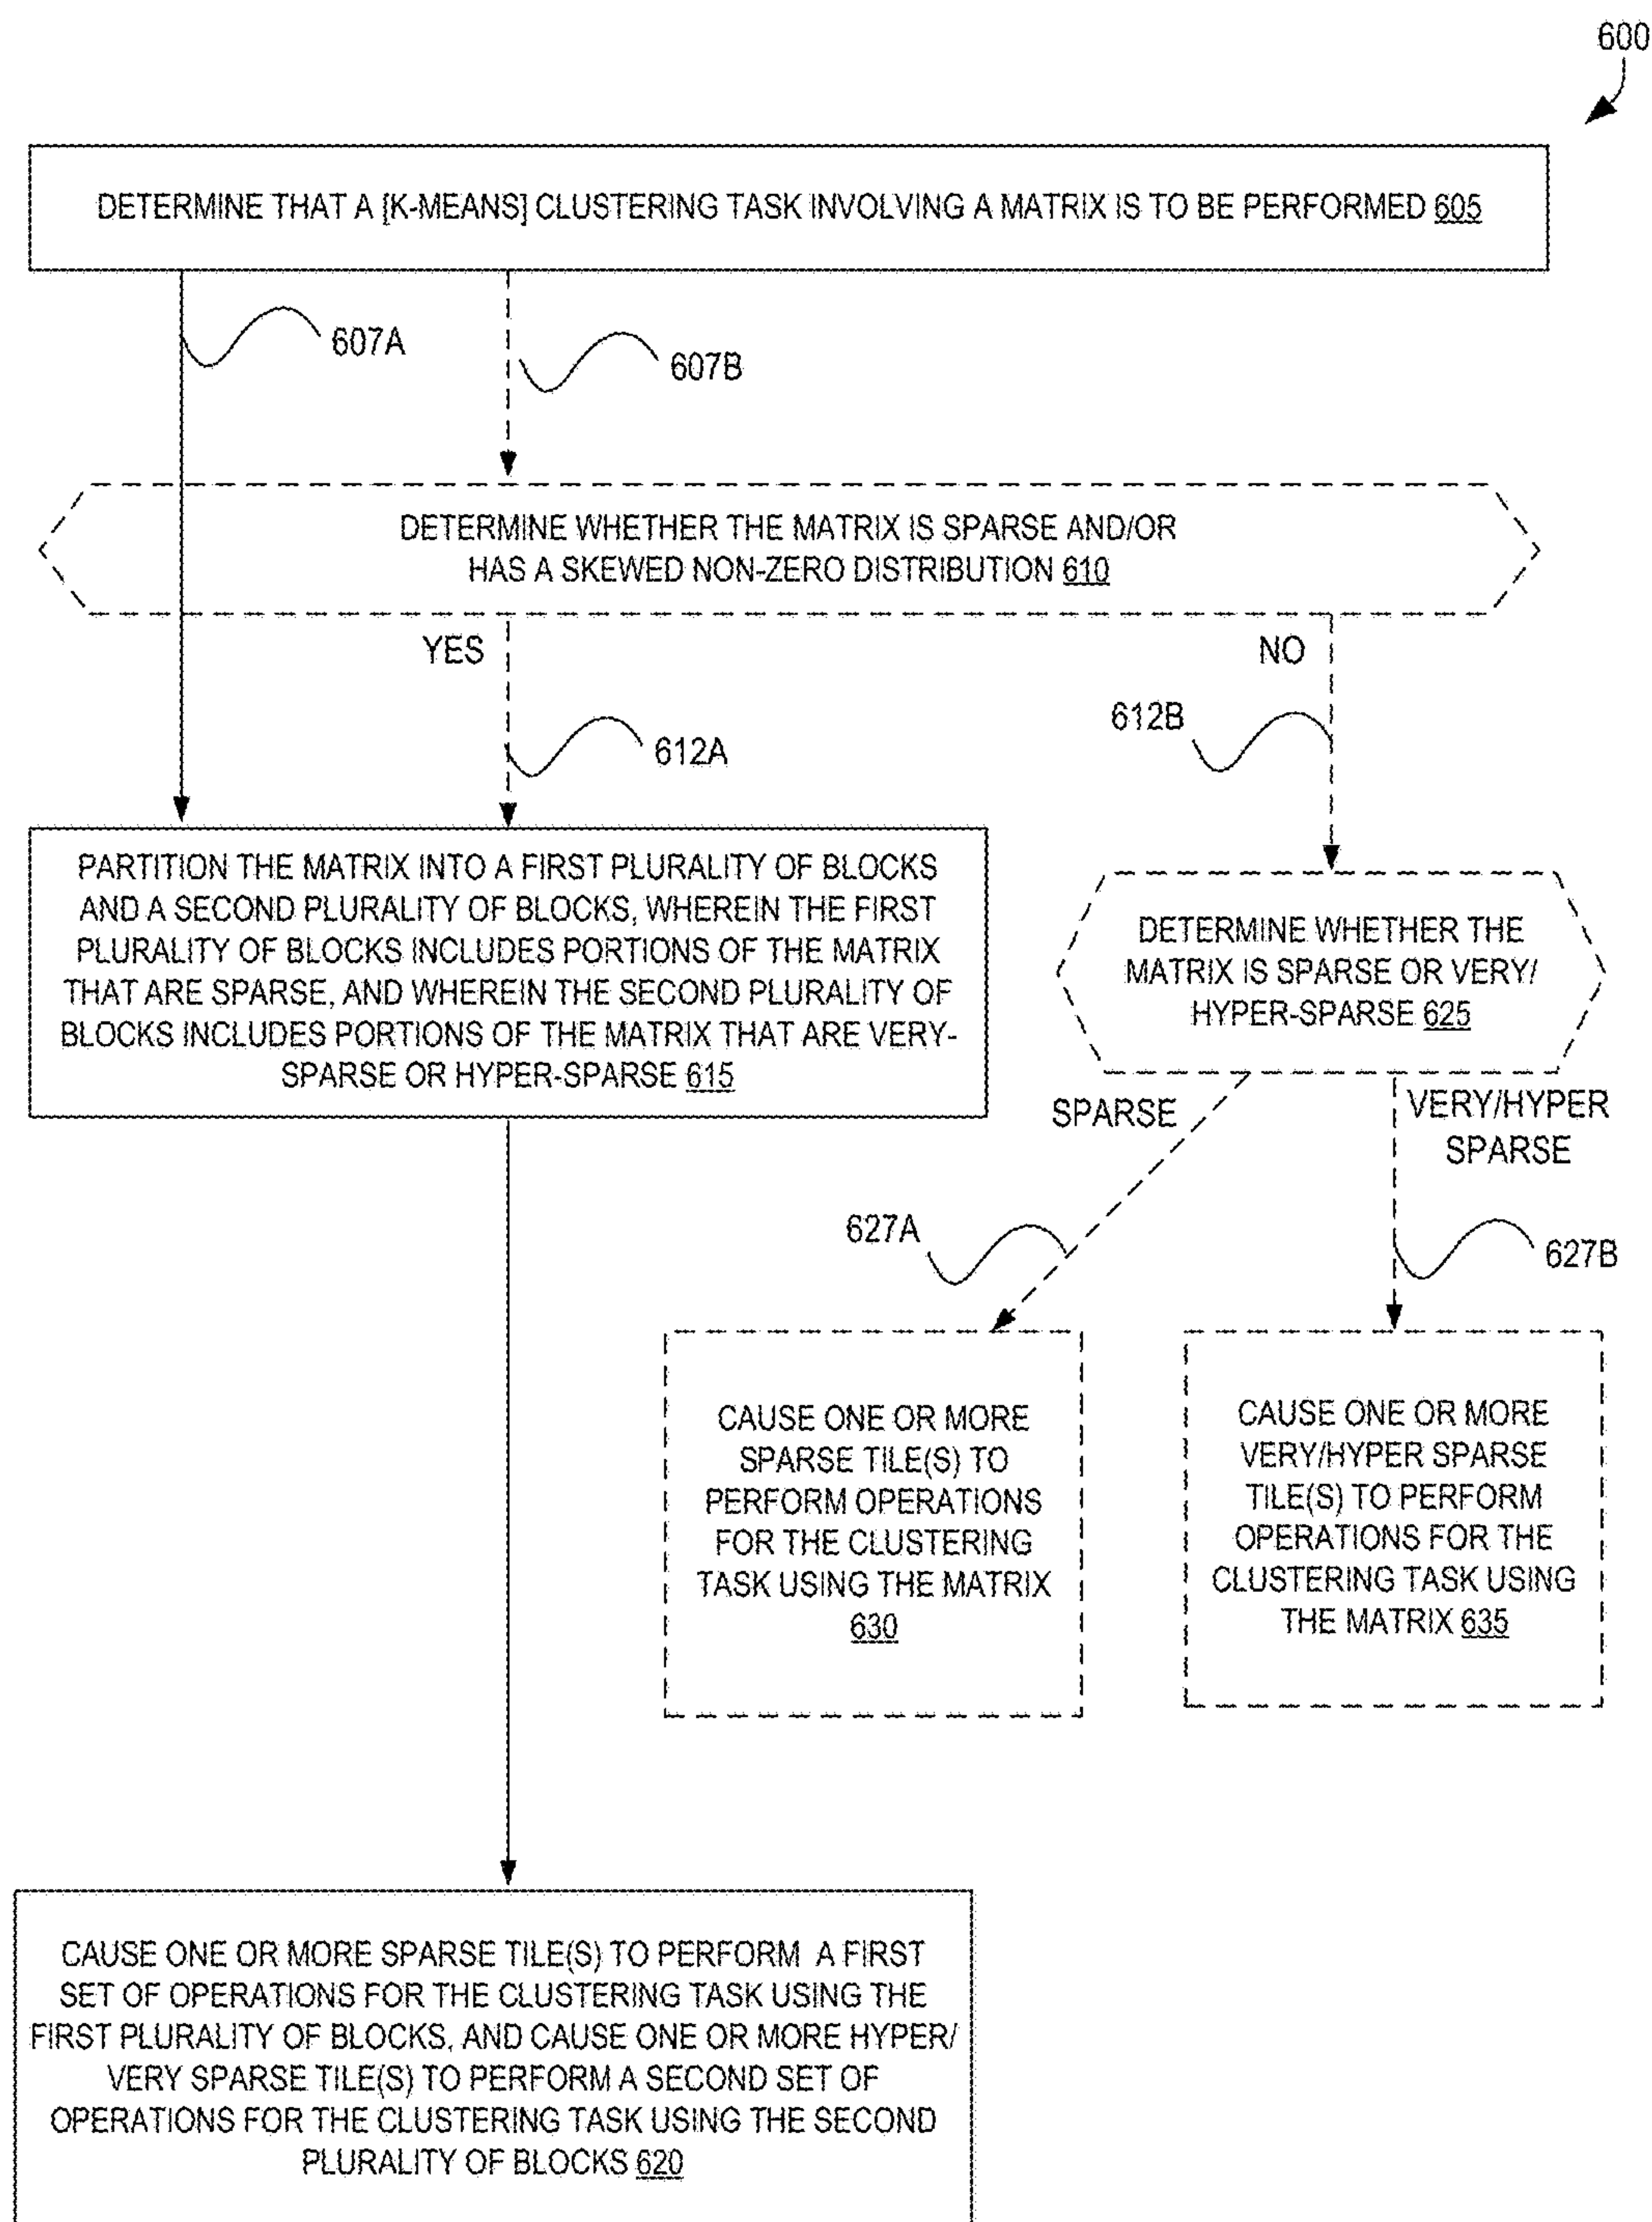 600
DETERMINE THAT A [K-MEANS] CLUSTERING TASK INVOLVING A MATRIX IS TO BE PERFORMED 605
607A
607B
DETERMINE WHETHER THE MATRIX IS SPARSE AND/OR
HAS A SKEWED NON-ZERO DISTRIBUTION 610
YES
NO
612A
612B
PARTITION THE MATRIX INTO A FIRST PLURALITY OF BLOCKS
AND A SECOND PLURALITY OF BLOCKS, WHEREIN THE FIRST
PLURALITY OF BLOCKS INCLUDES PORTIONS OF THE MATRIX
THAT ARE SPARSE, AND WHEREIN THE SECOND PLURALITY OF
BLOCKS INCLUDES PORTIONS OF THE MATRIX THAT ARE VERY-
SPARSE OR HYPER-SPARSE 615
DETERMINE WHETHER THE
MATRIX IS SPARSE OR VERY/
HYPER-SPARSE 625
SPARSE
VERY/HYPER
SPARSE
627A
627B
CAUSE ONE OR MORE
SPARSE TILE(S) TO
PERFORM OPERATIONS
FOR THE CLUSTERING
TASK USING THE MATRIX
630
CAUSE ONE OR MORE
VERY/HYPER SPARSE
TILE(S) TO PERFORM
OPERATIONS FOR THE
CLUSTERING TASK USING
THE MATRIX 635
CAUSE ONE OR MORE SPARSE TILE(S) TO PERFORM A FIRST
SET OF OPERATIONS FOR THE CLUSTERING TASK USING THE
FIRST PLURALITY OF BLOCKS, AND CAUSE ONE OR MORE HYPER/
VERY SPARSE TILE(S) TO PERFORM A SECOND SET OF
OPERATIONS FOR THE CLUSTERING TASK USING THE SECOND
PLURALITY OF BLOCKS 620